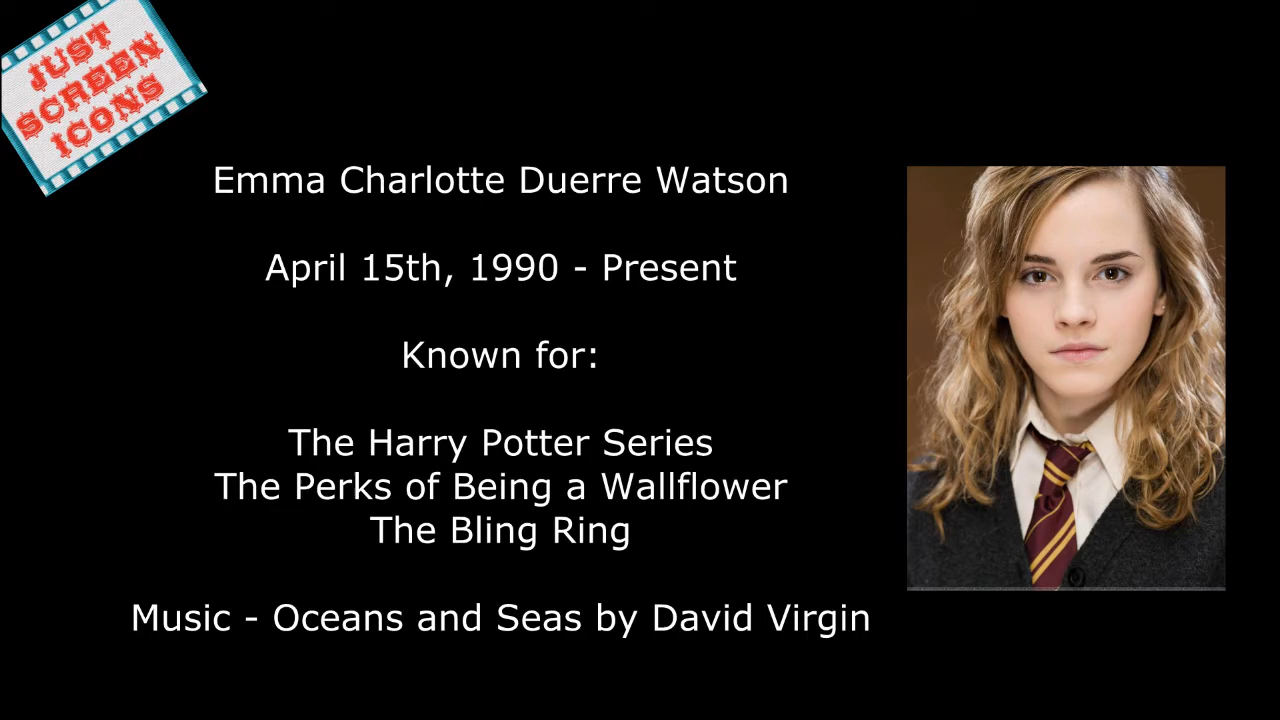 JUST
SCREEN
ICONS
Emma Charlotte Duerre Watson
April 15th, 1990 - Present
Known for:
The Harry Potter Series
The Perks of Being a Wallflower
The Bling Ring
Music - Oceans and Seas by David Virgin